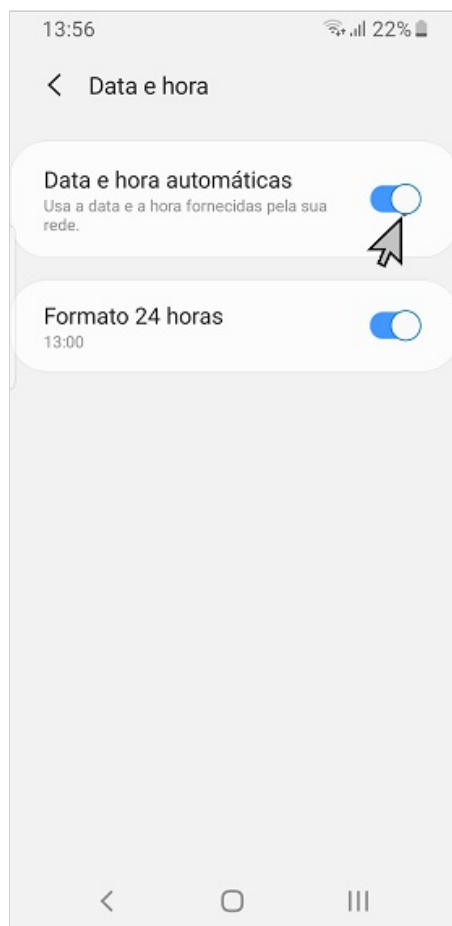 13:56 22%
Data e hora
Data e hora automáticas
Usa a data e a hora fornecidas pela sua
rede.
Formato 24 horas
13:00